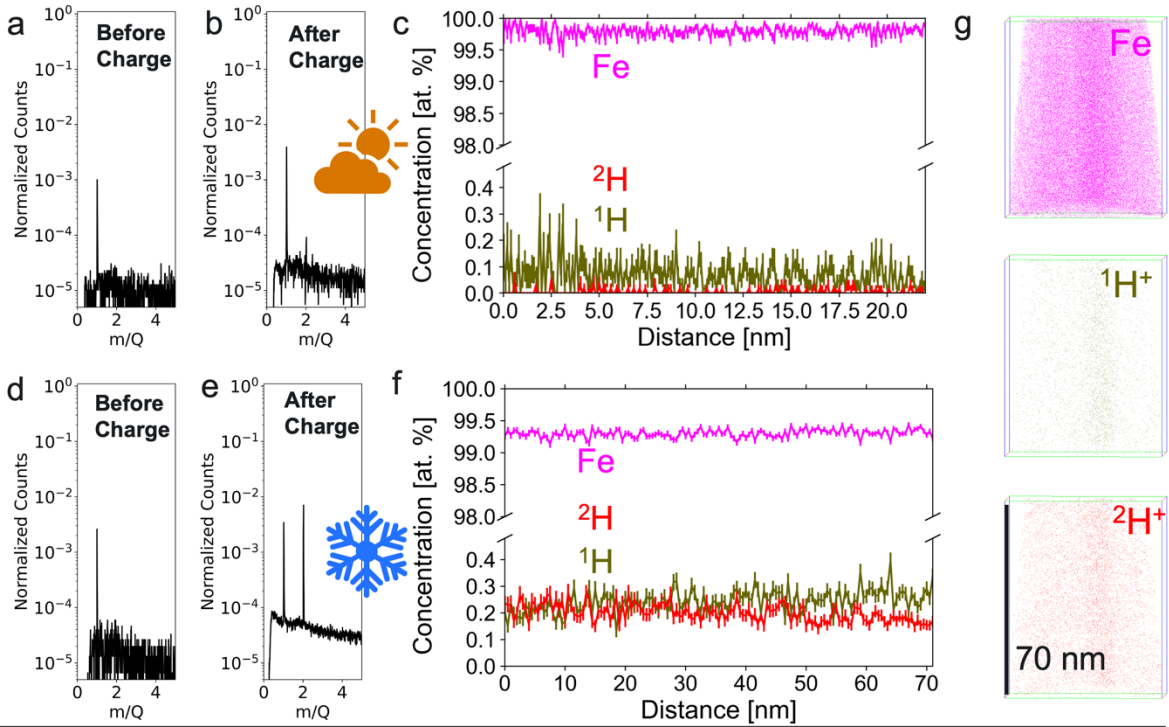 a
Before
Charge
Normalized Counts
10⁰
10⁻¹
10⁻²
10⁻³
10⁻⁴
10⁻⁵
0 2 4
m/Q
b
After
Charge
Normalized Counts
10⁰
10⁻¹
10⁻²
10⁻³
10⁻⁴
10⁻⁵
0 2 4
m/Q
c
Concentration [at. %]
100.0
99.5
99.0
98.5
98.0
0.4
0.3
0.2
0.1
0.0
Fe
²H
¹H
0.0 2.5 5.0 7.5 10.0 12.5 15.0 17.5 20.0
Distance [nm]
d
Before
Charge
Normalized Counts
10⁰
10⁻¹
10⁻²
10⁻³
10⁻⁴
10⁻⁵
0 2 4
m/Q
e
After
Charge
Normalized Counts
10⁰
10⁻¹
10⁻²
10⁻³
10⁻⁴
10⁻⁵
0 2 4
m/Q
f
Concentration [at. %]
100.0
99.5
99.0
98.5
98.0
0.4
0.3
0.2
0.1
0.0
Fe
²H
¹H
0 10 20 30 40 50 60 70
Distance [nm]
g
Fe
¹H⁺
²H⁺
70 nm